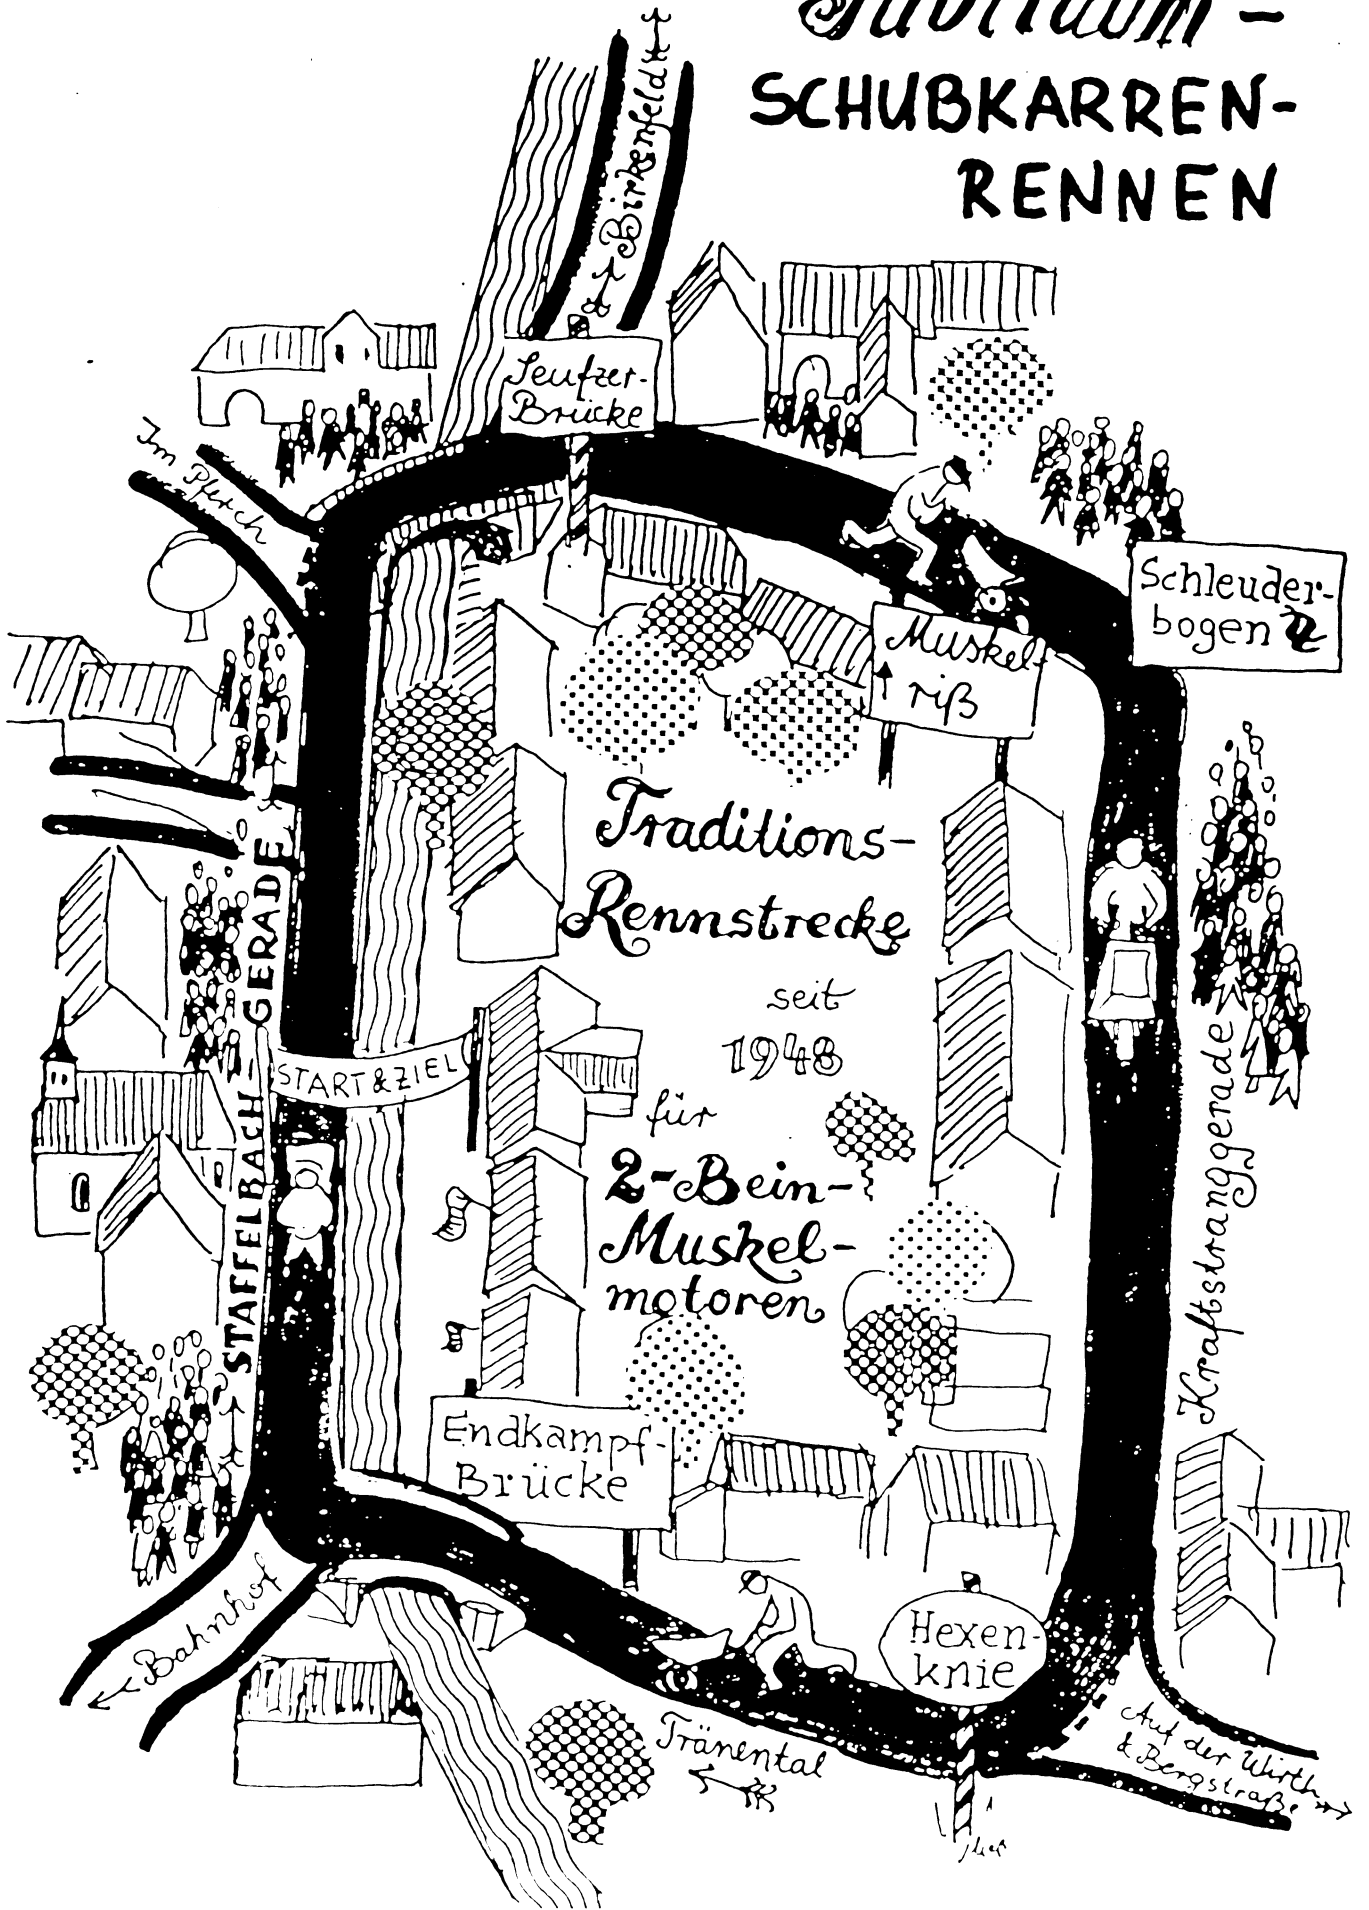 Jubiläum-
SCHUBKARREN-
RENNEN
Birkenfeld
Seufzer-
Brücke
Im Pferch
Schleuder-
bogen
Muskel-
riß
Traditions-
Rennstrecke
seit
1948
für
2-Bein-
Muskel-
motoren
STAFFELBACH-GERADE
START & ZIEL
Kraftstranggerade
Endkampf-
Brücke
Bahnhof
Hexen-
knie
Tränental
Auf der Wirth
& Bergstraße